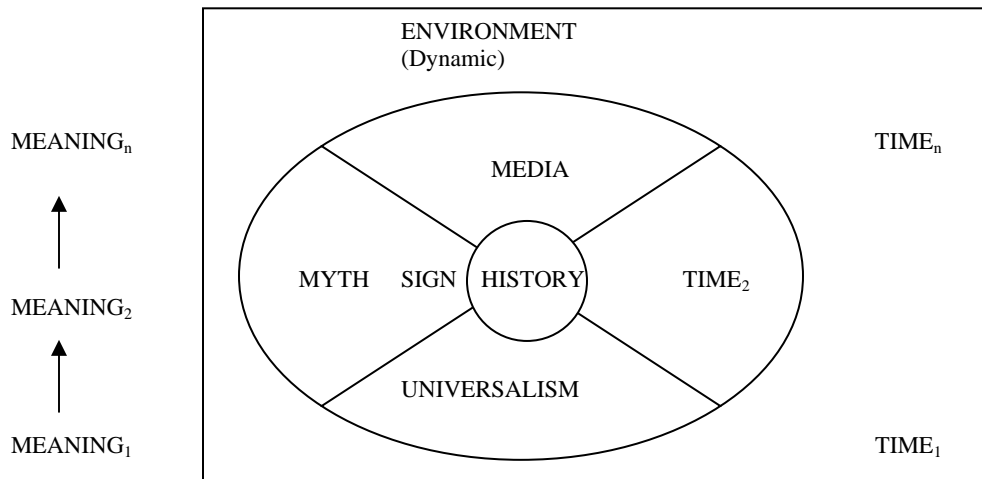 ENVIRONMENT
(Dynamic)
MEANINGₙ TIMEₙ
MEDIA
MYTH SIGN HISTORY TIME₂
MEANING₂
UNIVERSALISM
MEANING₁ TIME₁